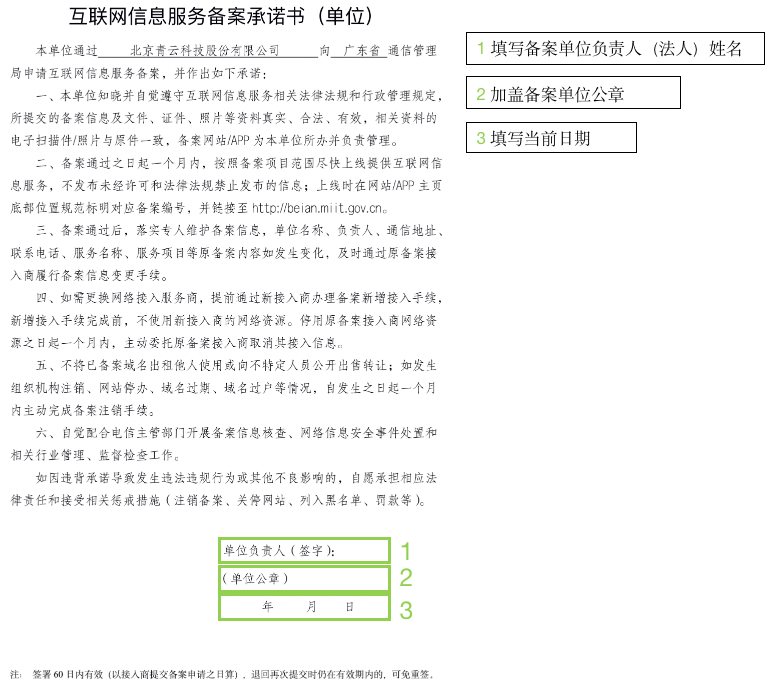 互联网信息服务备案承诺书（单位）
本单位通过 北京青云科技股份有限公司 向 广东省 通信管理
局申请互联网信息服务备案，并作出如下承诺：
一、本单位知晓并自觉遵守互联网信息服务相关法律法规和行政管理规定，
所提交的备案信息及文件、证件、照片等资料真实、合法、有效，相关资料的
电子扫描件/照片与原件一致，备案网站/APP为本单位所办并负责管理。
二、备案通过之日起一个月内，按照备案项目范围尽快上线提供互联网信
息服务，不发布未经许可和法律法规禁止发布的信息；上线时在网站/APP主页
底部位置规范标明对应备案编号，并链接至http://beian.miit.gov.cn。
三、备案通过后，落实专人维护备案信息，单位名称、负责人、通信地址、
联系电话、服务名称、服务项目等原备案内容如发生变化，及时通过原备案接
入商履行备案信息变更手续。
四、如需更换网络接入服务商，提前通过新接入商办理备案新增接入手续，
新增接入手续完成前，不使用新接入商的网络资源。停用原备案接入商网络资
源之日起一个月内，主动委托原备案接入商取消其接入信息。
五、不将已备案域名出租他人使用或向不特定人员公开出售转让；如发生
组织机构注销、网站停办、域名过期、域名过户等情况，自发生之日起一个月
内主动完成备案注销手续。
六、自觉配合电信主管部门开展备案信息核查、网络信息安全事件处置和
相关行业管理、监督检查工作。
如因违背承诺导致发生违法违规行为或其他不良影响的，自愿承担相应法
律责任和接受相关惩戒措施（注销备案、关停网站、列入黑名单、罚款等）。
单位负责人（签字）： 1
（单位公章） 2
年 月 日 3
注： 签署60日内有效（以接入商提交备案申请之日算），退回再次提交时仍在有效期内的，可免重签。
1 填写备案单位负责人（法人）姓名
2 加盖备案单位公章
3 填写当前日期